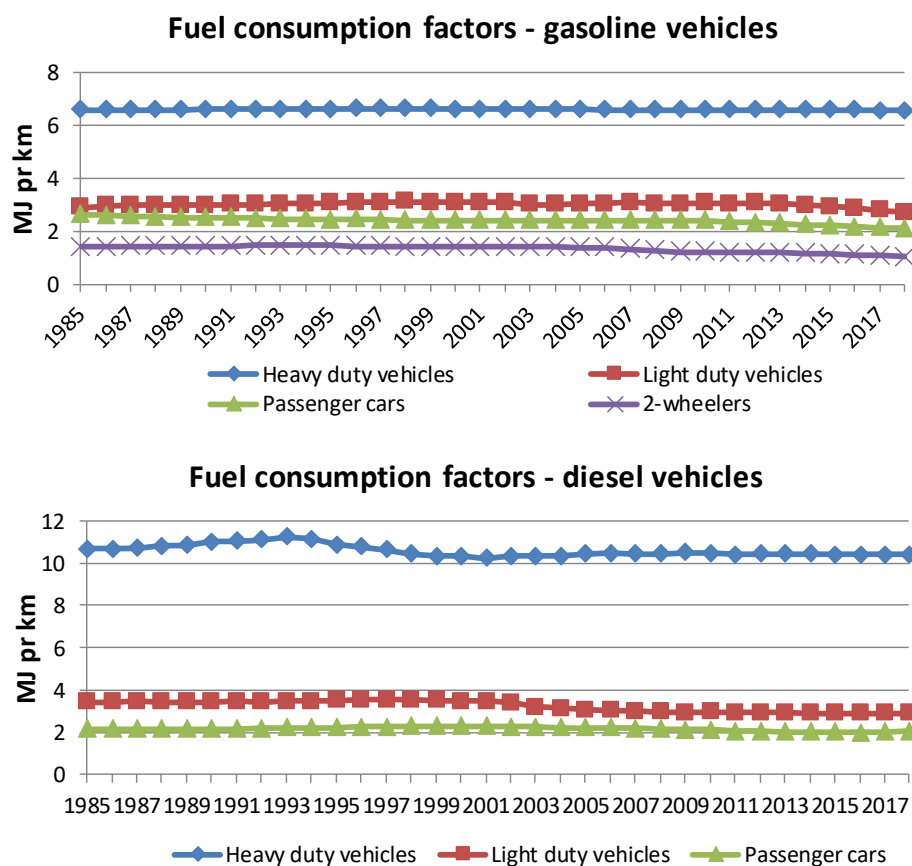 Fuel consumption factors - gasoline vehicles
8
6
4
2
0
MJ pr km
1985
1987
1989
1991
1993
1995
1997
1999
2001
2003
2005
2007
2009
2011
2013
2015
2017
Heavy duty vehicles
Light duty vehicles
Passenger cars
2-wheelers
Fuel consumption factors - diesel vehicles
12
10
8
6
4
2
0
MJ pr km
1985 1987 1989 1991 1993 1995 1997 1999 2001 2003 2005 2007 2009 2011 2013 2015 2017
Heavy duty vehicles
Light duty vehicles
Passenger cars